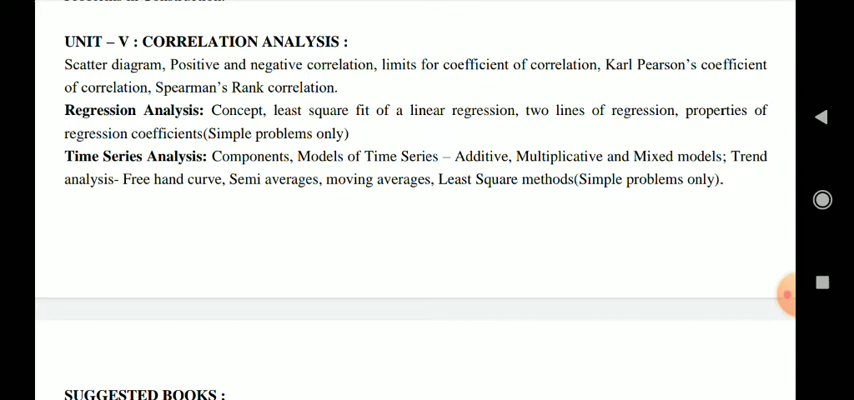 UNIT – V : CORRELATION ANALYSIS :
Scatter diagram, Positive and negative correlation, limits for coefficient of correlation, Karl Pearson's coefficient
of correlation, Spearman's Rank correlation.
Regression Analysis: Concept, least square fit of a linear regression, two lines of regression, properties of
regression coefficients(Simple problems only)
Time Series Analysis: Components, Models of Time Series – Additive, Multiplicative and Mixed models; Trend
analysis- Free hand curve, Semi averages, moving averages, Least Square methods(Simple problems only).
SUGGESTED BOOKS :